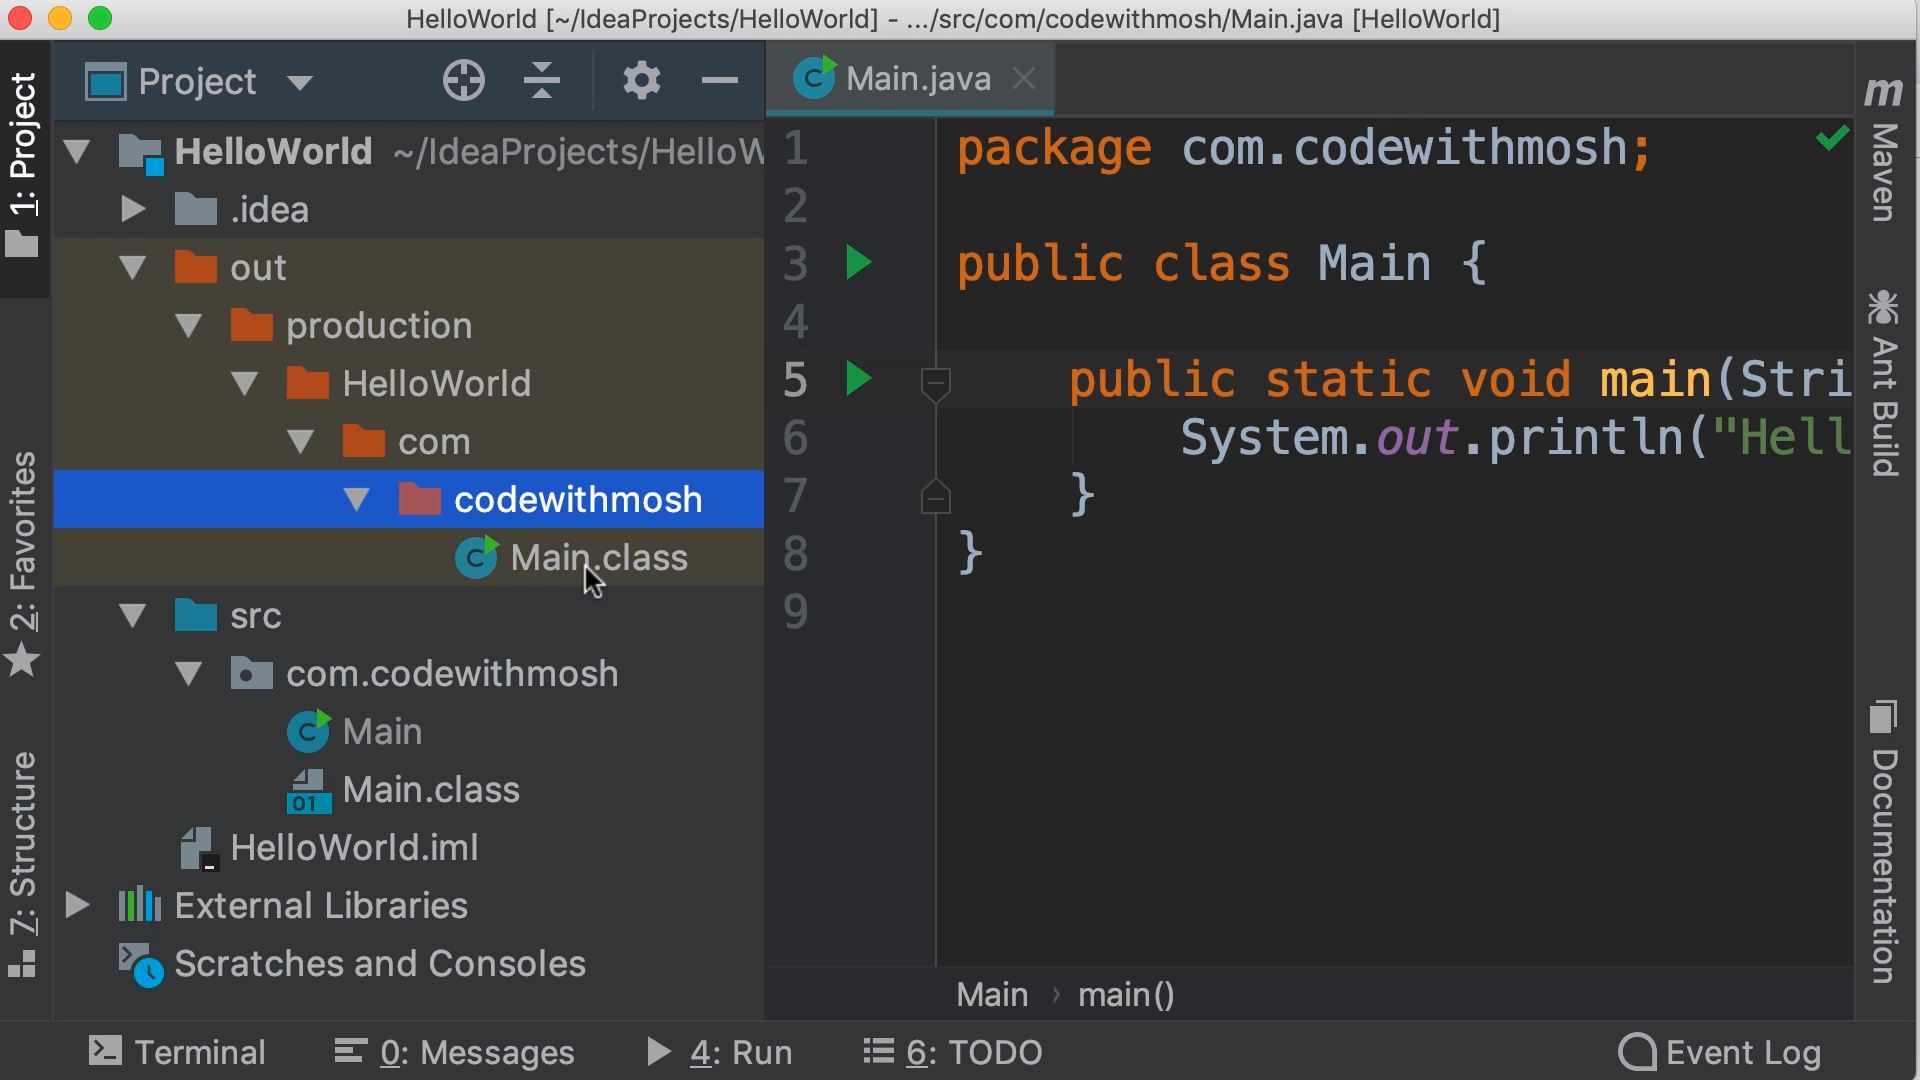 HelloWorld [~/IdeaProjects/HelloWorld] - .../src/com/codewithmosh/Main.java [HelloWorld]
1: Project
2: Favorites
7: Structure
Project
HelloWorld ~/IdeaProjects/HelloW
.idea
out
production
HelloWorld
com
codewithmosh
Main.class
src
com.codewithmosh
Main
Main.class
01
HelloWorld.iml
External Libraries
Scratches and Consoles
Main.java
1 package com.codewithmosh;
2
3 public class Main {
4
5 public static void main(Stri
6 System.out.println("Hell
7 }
8 }
9
Main › main()
m Maven
Ant Build
Documentation
Terminal
0: Messages
4: Run
6: TODO
Event Log